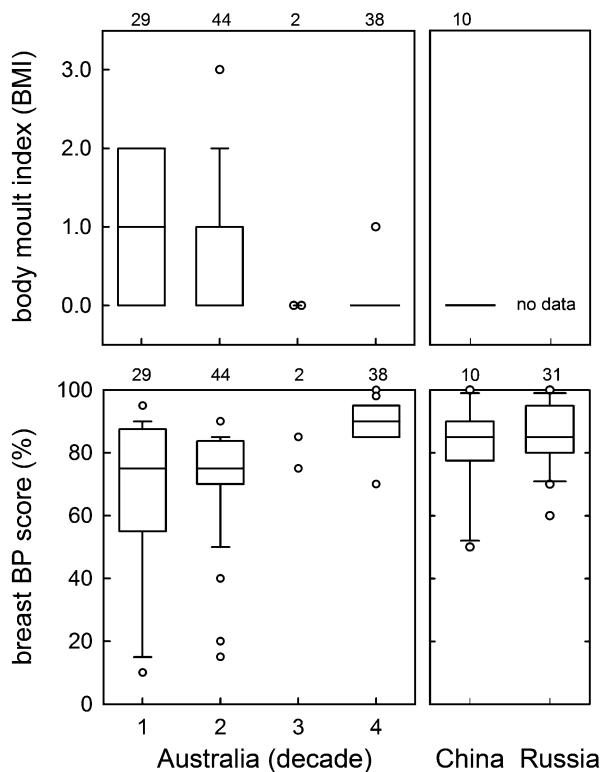 29 44 2 38 10
body moult index (BMI)
3.0
2.0
1.0
0.0
no data
29 44 2 38 10 31
breast BP score (%)
100
80
60
40
20
0
1 2 3 4
Australia (decade) China Russia